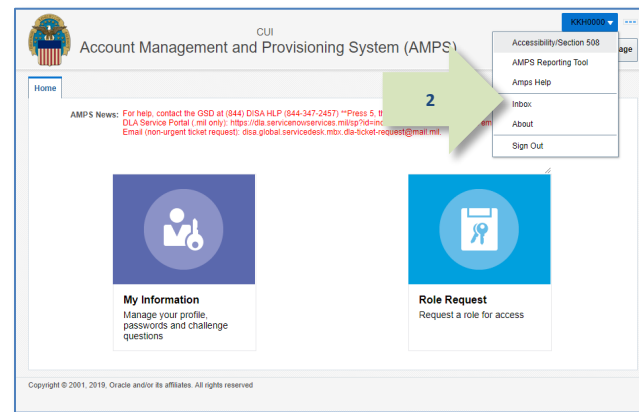 CUI
Account Management and Provisioning System (AMPS)
KKH0000
age
Accessibility/Section 508
AMPS Reporting Tool
Amps Help
Inbox
About
Sign Out
Home
2
AMPS News: For help, contact the GSD at (844) DISA HLP (844-347-2457) **Press 5, th
DLA Service Portal (.mil only): https://dla.servicenowservices.mil/sp?id=ind
Email (non-urgent ticket request): disa.global.servicedesk.mbx.dla-ticket-request@mail.mil.
My Information
Manage your profile,
passwords and challenge
questions
Role Request
Request a role for access
Copyright © 2001, 2019, Oracle and/or its affiliates. All rights reserved